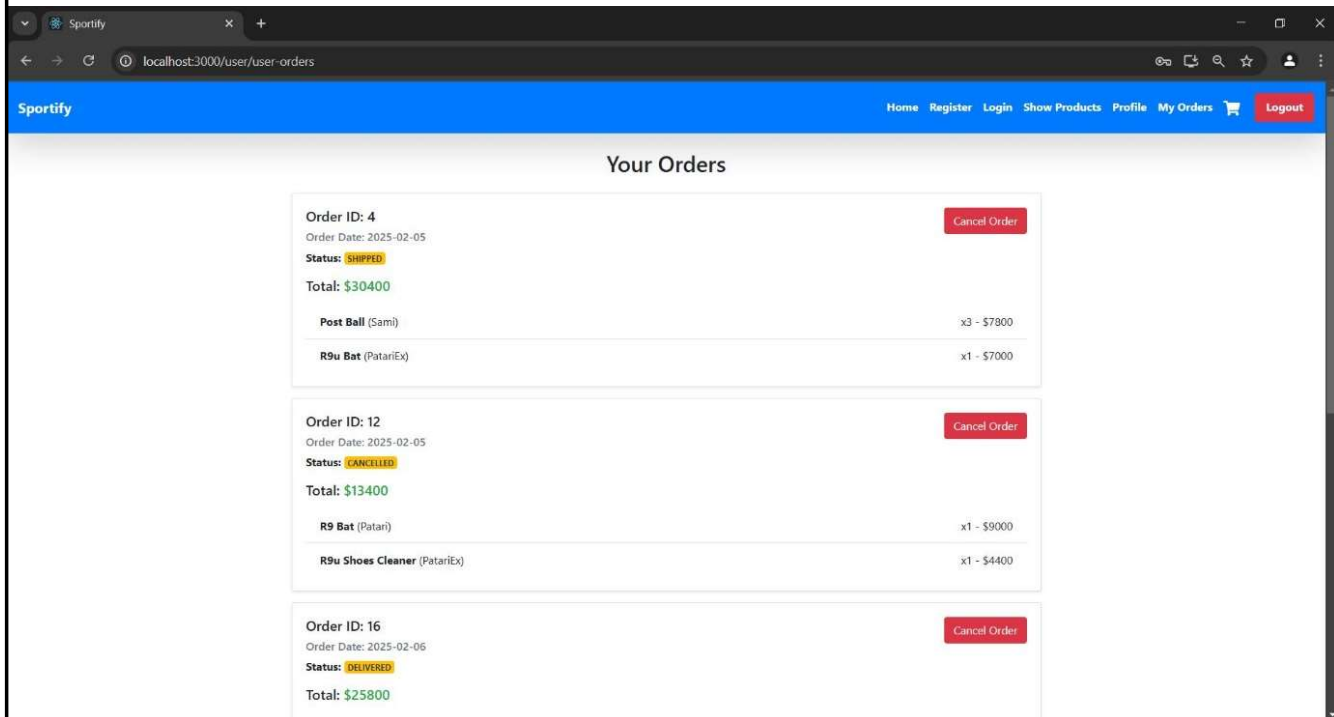 Sportify
localhost:3000/user/user-orders
Sportify Home Register Login Show Products Profile My Orders Logout
Your Orders
Order ID: 4 Cancel Order
Order Date: 2025-02-05
Status: SHIPPED
Total: $30400
Post Ball (Sami) x3 - $7800
R9u Bat (PatariEx) x1 - $7000
Order ID: 12 Cancel Order
Order Date: 2025-02-05
Status: CANCELLED
Total: $13400
R9 Bat (Patari) x1 - $9000
R9u Shoes Cleaner (PatariEx) x1 - $4400
Order ID: 16 Cancel Order
Order Date: 2025-02-06
Status: DELIVERED
Total: $25800